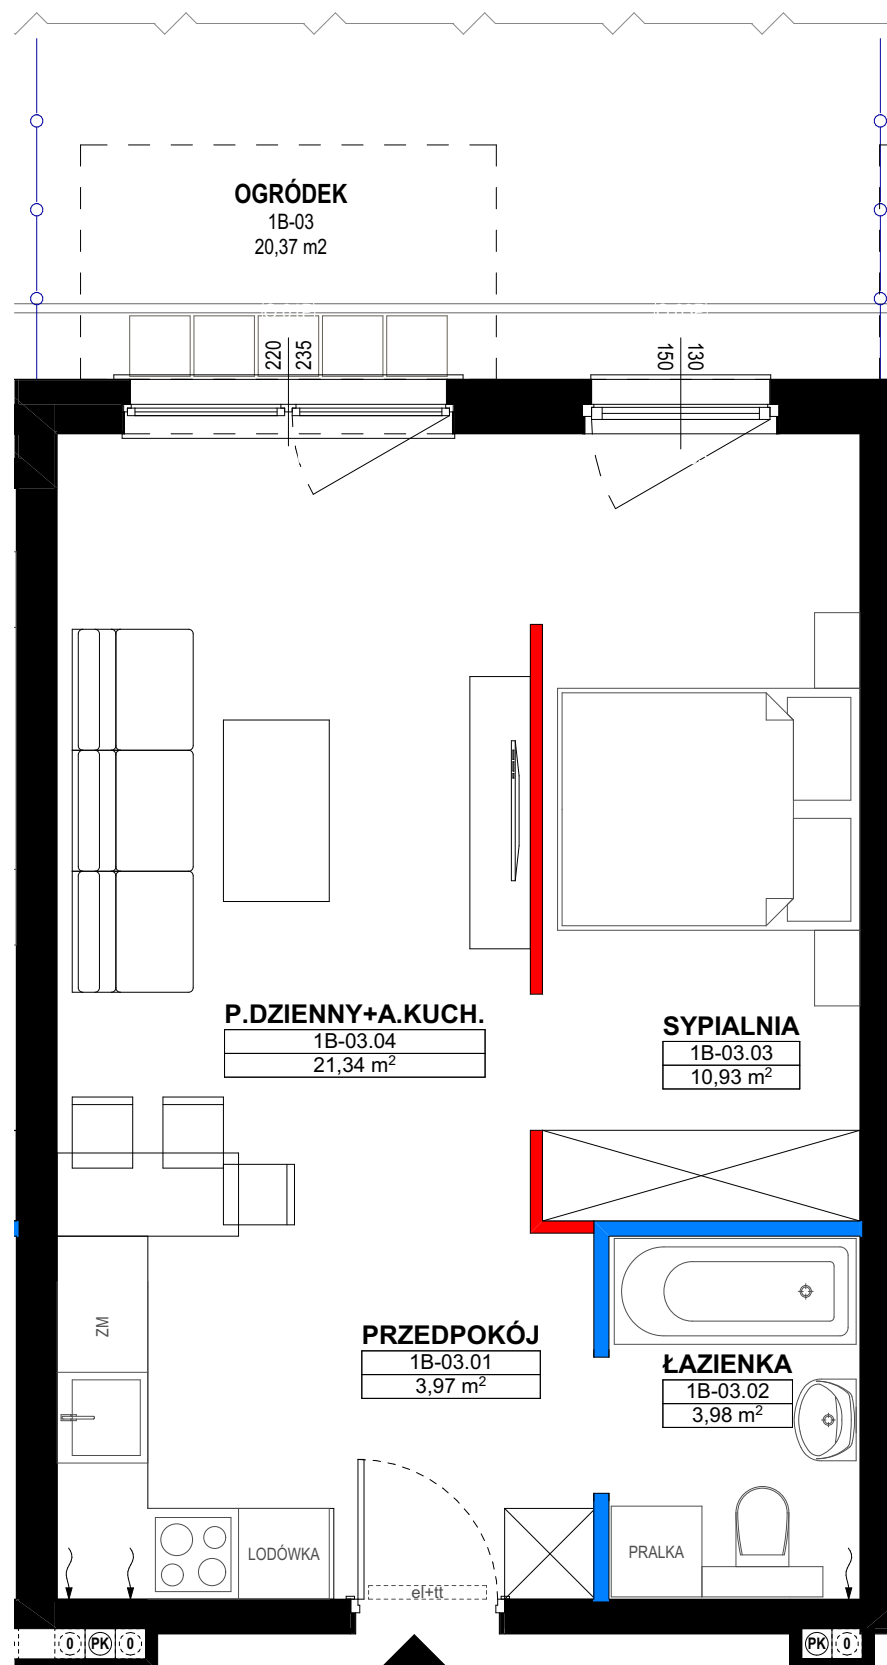 OGRÓDEK
1B-03
20,37 m2
220
235
150
130
P.DZIENNY+A.KUCH.
1B-03.04
21,34 m²
SYPIALNIA
1B-03.03
10,93 m²
ZM
PRZEDPOKÓJ
1B-03.01
3,97 m²
ŁAZIENKA
1B-03.02
3,98 m²
LODÓWKA
PRALKA
el+tt
0
PK
0
PK
0